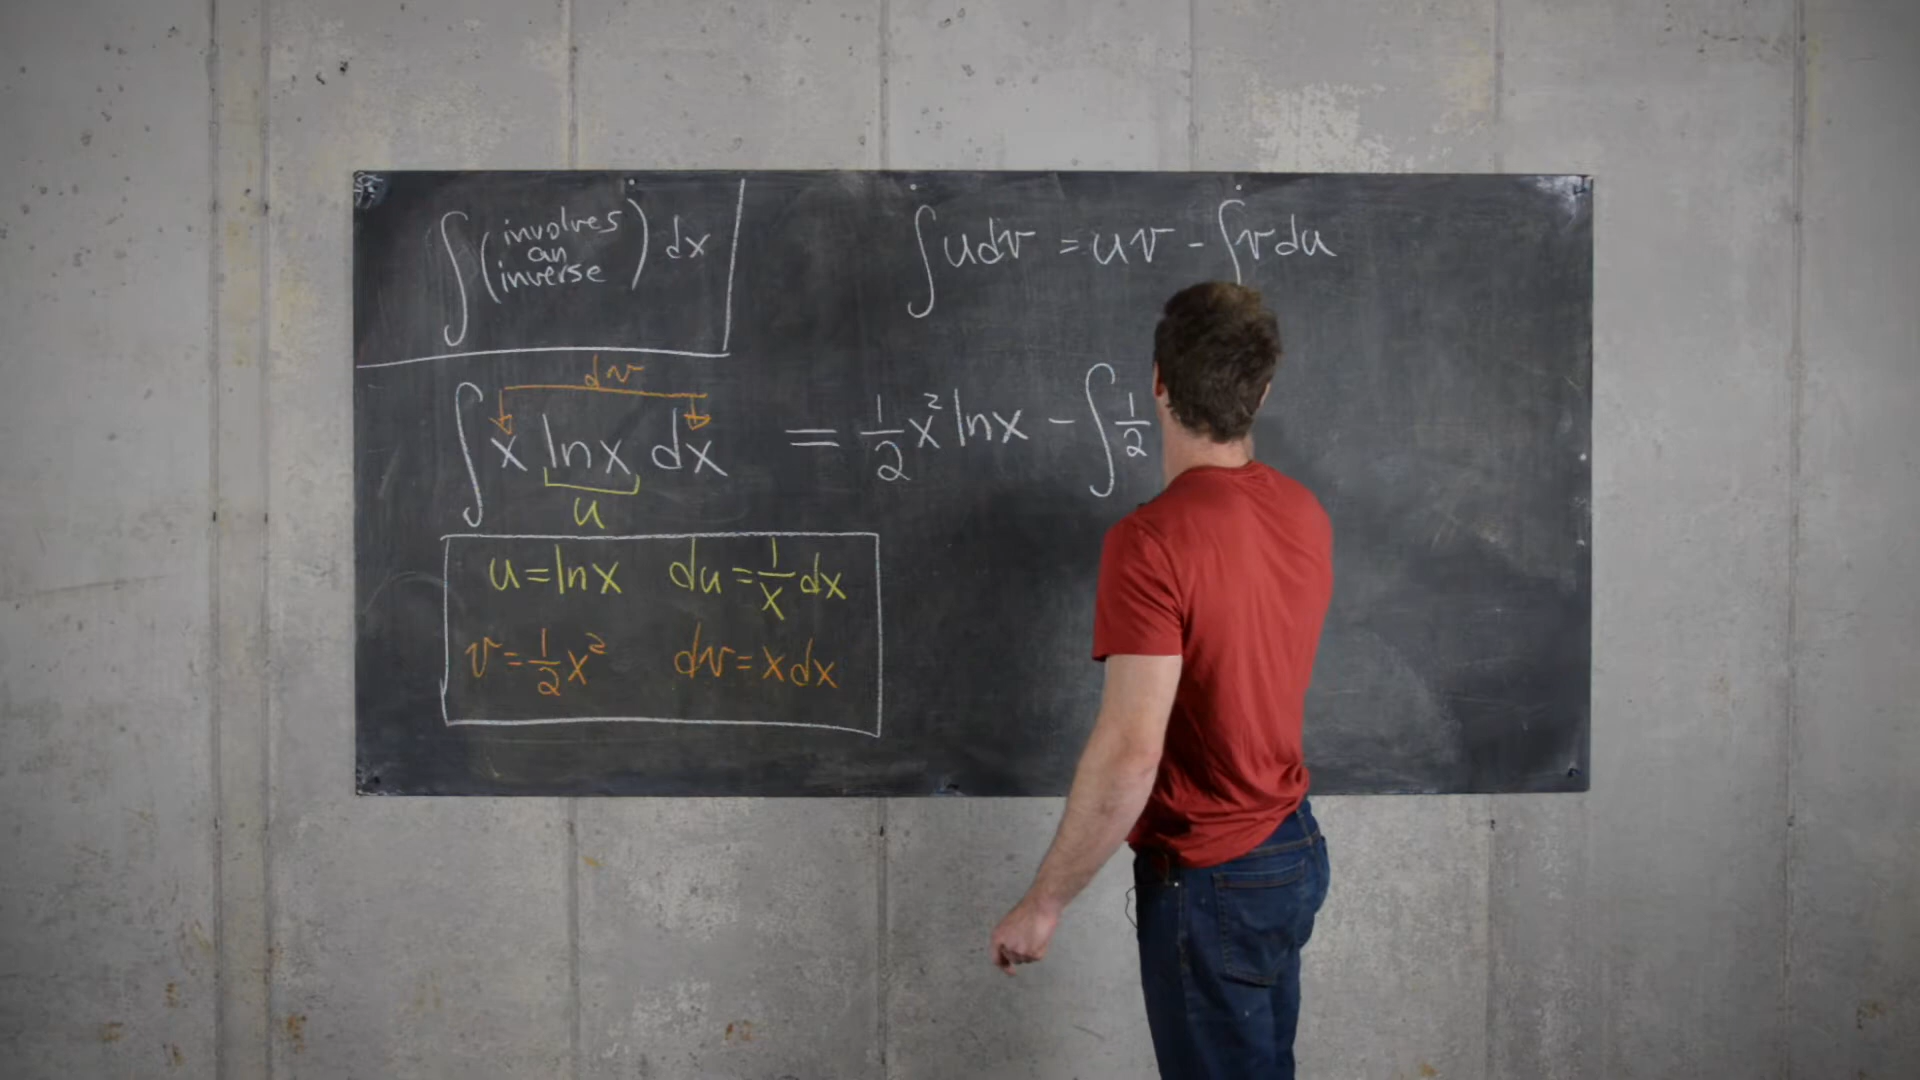 ∫ (involves an inverse) dx
∫ u dv = uv - ∫ v du
dv
∫ x ln x dx = 1/2 x² ln x - ∫ 1/2
u
u = ln x du = 1/x dx
v = 1/2 x² dv = x dx